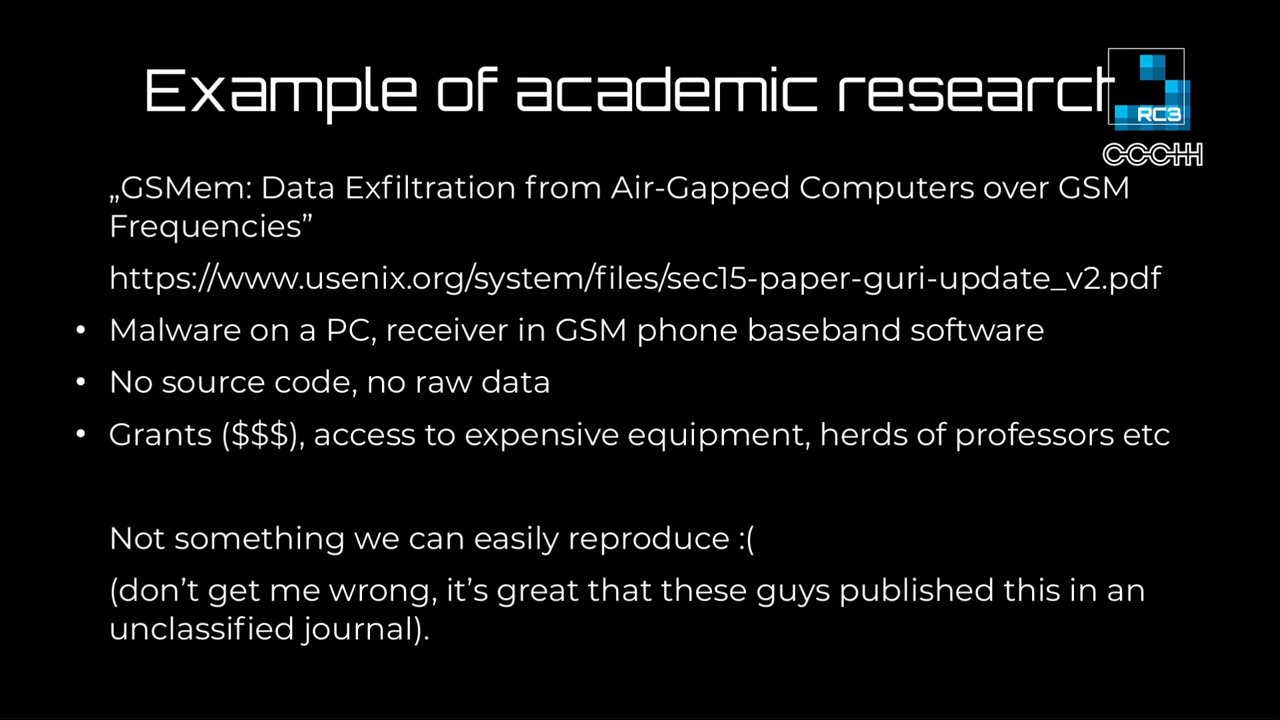 Example of academic research
RC3
CCCHH
„GSMem: Data Exfiltration from Air-Gapped Computers over GSM
Frequencies”
https://www.usenix.org/system/files/sec15-paper-guri-update_v2.pdf
• Malware on a PC, receiver in GSM phone baseband software
• No source code, no raw data
• Grants ($$$), access to expensive equipment, herds of professors etc
Not something we can easily reproduce :(
(don’t get me wrong, it’s great that these guys published this in an
unclassified journal).